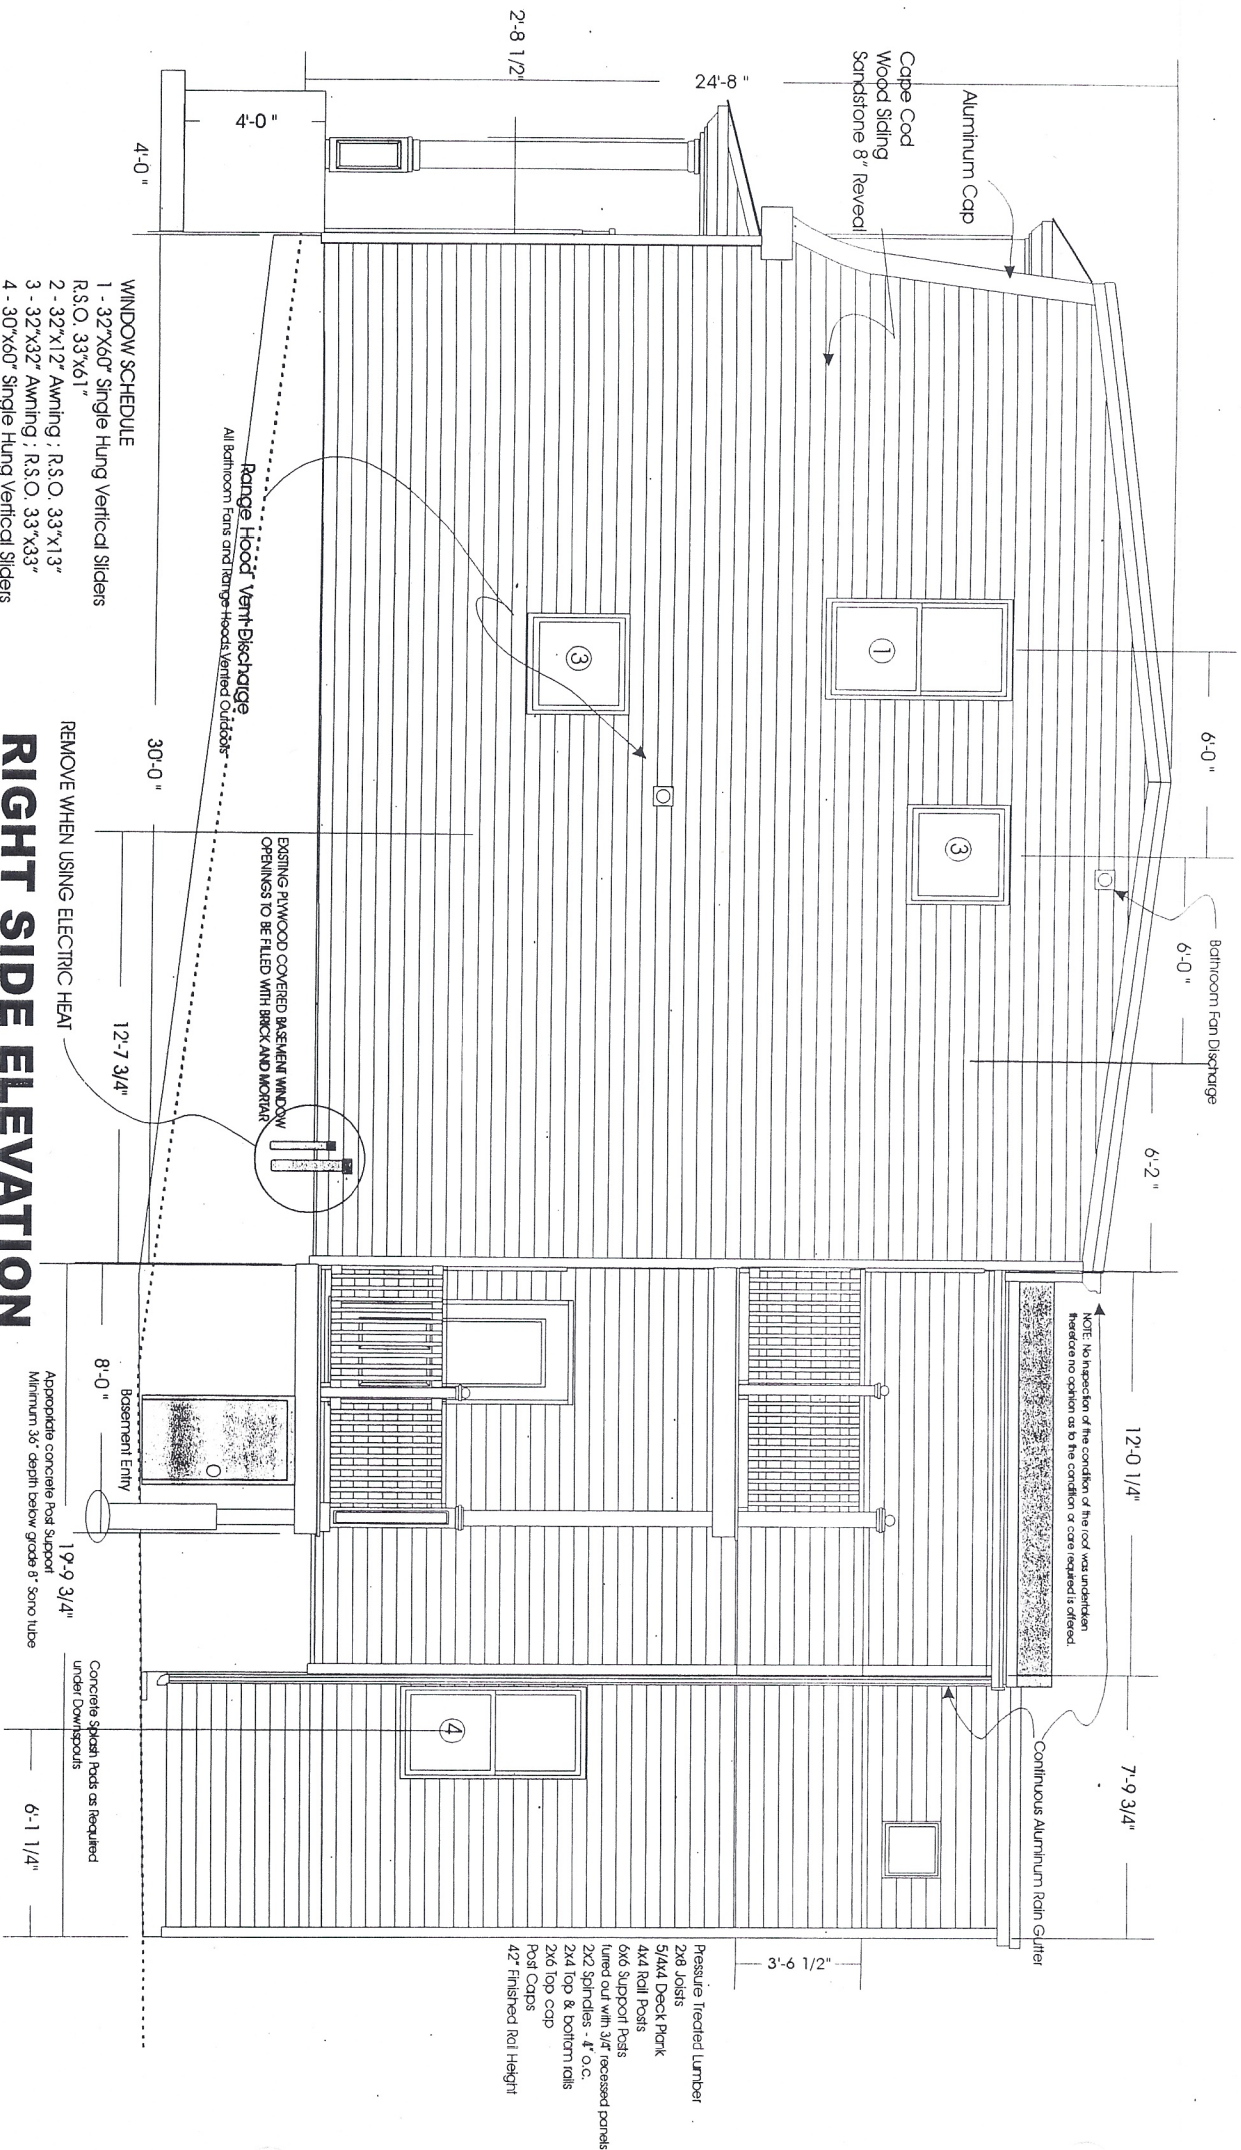 2'-8 1/2"
24'-8 "
Cape Cod
Wood Siding
Sandstone 8" Reveal
Aluminum Cap
4'-0 "
4'-0 "
6'-0 "
6'-0 "
Bathroom Fan Discharge
6'-2 "
12'-0 1/4"
7'-9 3/4"
NOTE: No inspection of the condition of the roof was undertaken
therefore no opinion as to the condition or care required is offered.
Continuous Aluminum Rain Gutter
1
3
3
4
Range Hood Vent Discharge
All Bathroom Fans and Range Hoods Vented Outdoors
EXISTING PLYWOOD COVERED BASEMENT WINDOW
OPENINGS TO BE FILLED WITH BRICK AND MORTAR
30'-0 "
12'-7 3/4"
REMOVE WHEN USING ELECTRIC HEAT
8'-0 "
Basement Entry
19'-9 3/4"
Appropriate concrete Post Support
Minimum 36" depth below grade 8" Sono tube
Concrete Splash Pads as Required
under Downspouts
6'-1 1/4"
3'-6 1/2"
Pressure Treated Lumber
2x8 Joists
5/4x4 Deck Plank
4x4 Rail Posts
6x6 Support Posts
furred out with 3/4" recessed panels
2x2 Spindles - 4" o.c.
2x4 Top & bottom rails
2x6 Top cap
Post Caps
42" Finished Rail Height
WINDOW SCHEDULE
1 - 32"X60" Single Hung Vertical Sliders
R.S.O. 33"x61"
2 - 32"x12" Awning ; R.S.O. 33"x13"
3 - 32"x32" Awning ; R.S.O. 33"x33"
4 - 30"x60" Single Hung Vertical Sliders
RIGHT SIDE ELEVATION